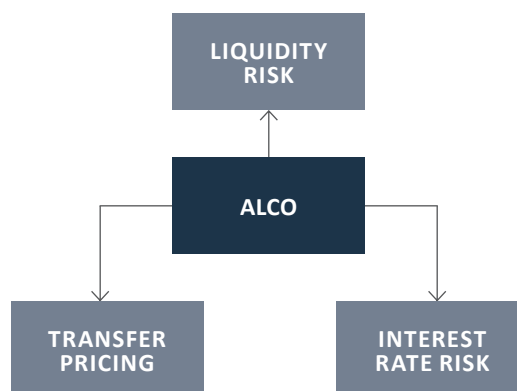 LIQUIDITY
RISK
ALCO
TRANSFER
PRICING
INTEREST
RATE RISK